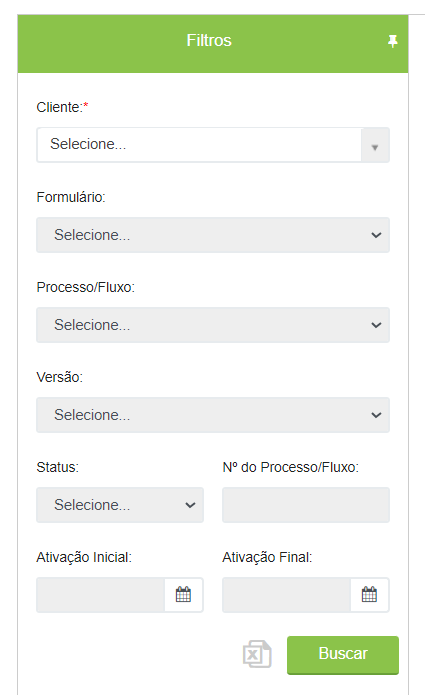 Filtros
Cliente:*
Selecione...
Formulário:
Selecione...
Processo/Fluxo:
Selecione...
Versão:
Selecione...
Status: Nº do Processo/Fluxo:
Selecione...
Ativação Inicial: Ativação Final:
Buscar